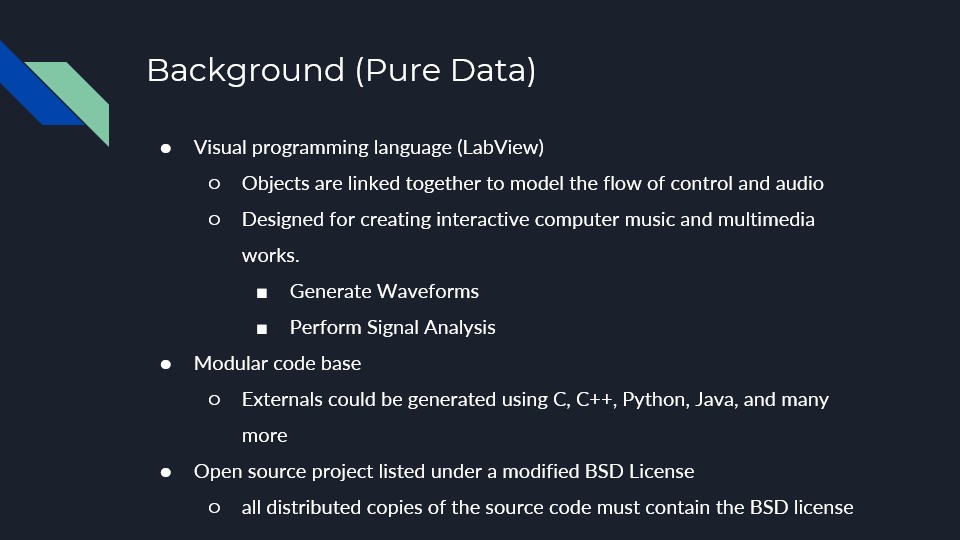 Background (Pure Data)
● Visual programming language (LabView)
○ Objects are linked together to model the flow of control and audio
○ Designed for creating interactive computer music and multimedia
works.
■ Generate Waveforms
■ Perform Signal Analysis
● Modular code base
○ Externals could be generated using C, C++, Python, Java, and many
more
● Open source project listed under a modified BSD License
○ all distributed copies of the source code must contain the BSD license